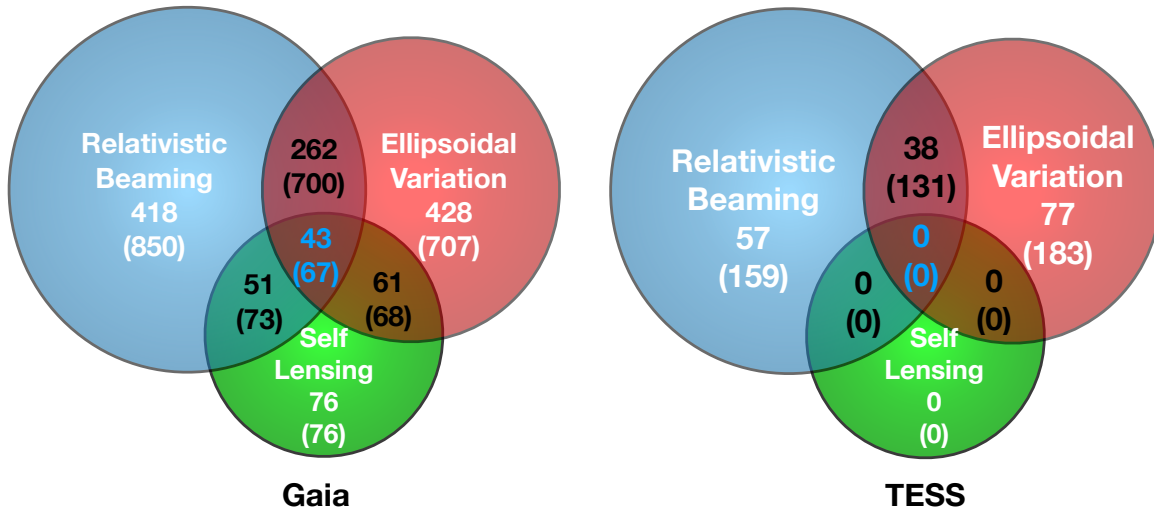 Relativistic
Beaming
418
(850)
262
(700)
Ellipsoidal
Variation
428
(707)
43
(67)
51
(73)
61
(68)
Self
Lensing
76
(76)
Gaia
Relativistic
Beaming
57
(159)
38
(131)
Ellipsoidal
Variation
77
(183)
0
(0)
0
(0)
0
(0)
Self
Lensing
0
(0)
TESS